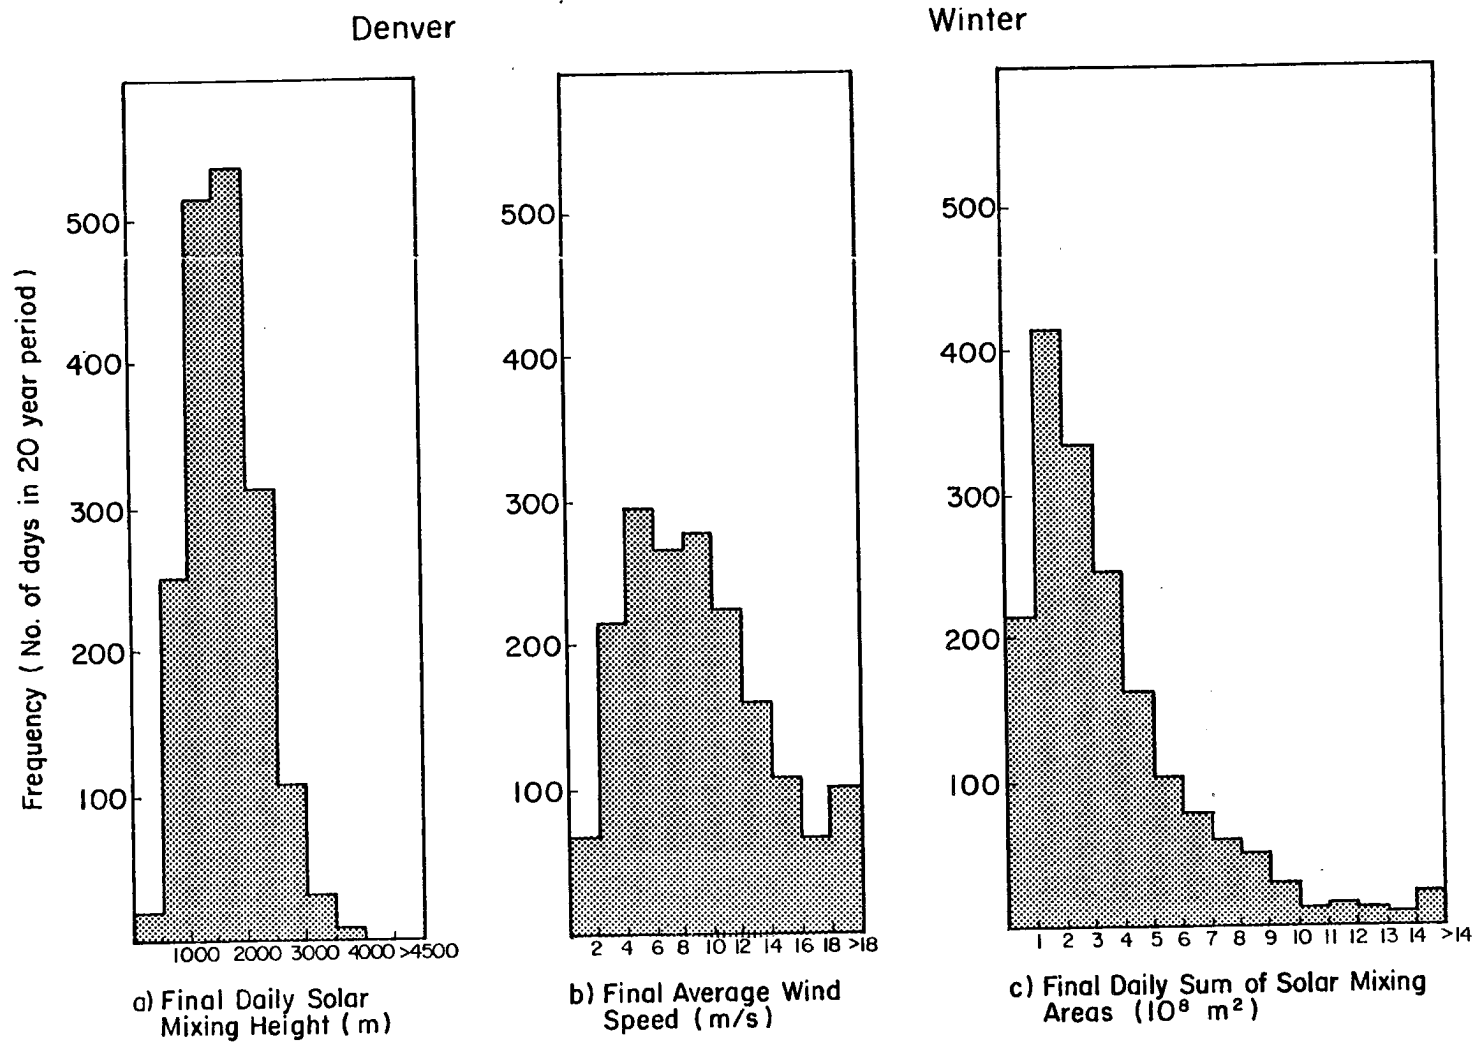 Denver
Winter
Frequency (No. of days in 20 year period)
500
400
300
200
100
1000 2000 3000 4000 >4500
a) Final Daily Solar
Mixing Height (m)
500
400
300
200
100
2 4 6 8 10 12 14 16 18 >18
b) Final Average Wind
Speed (m/s)
500
400
300
200
100
1 2 3 4 5 6 7 8 9 10 11 12 13 14 >14
c) Final Daily Sum of Solar Mixing
Areas (10⁸ m²)